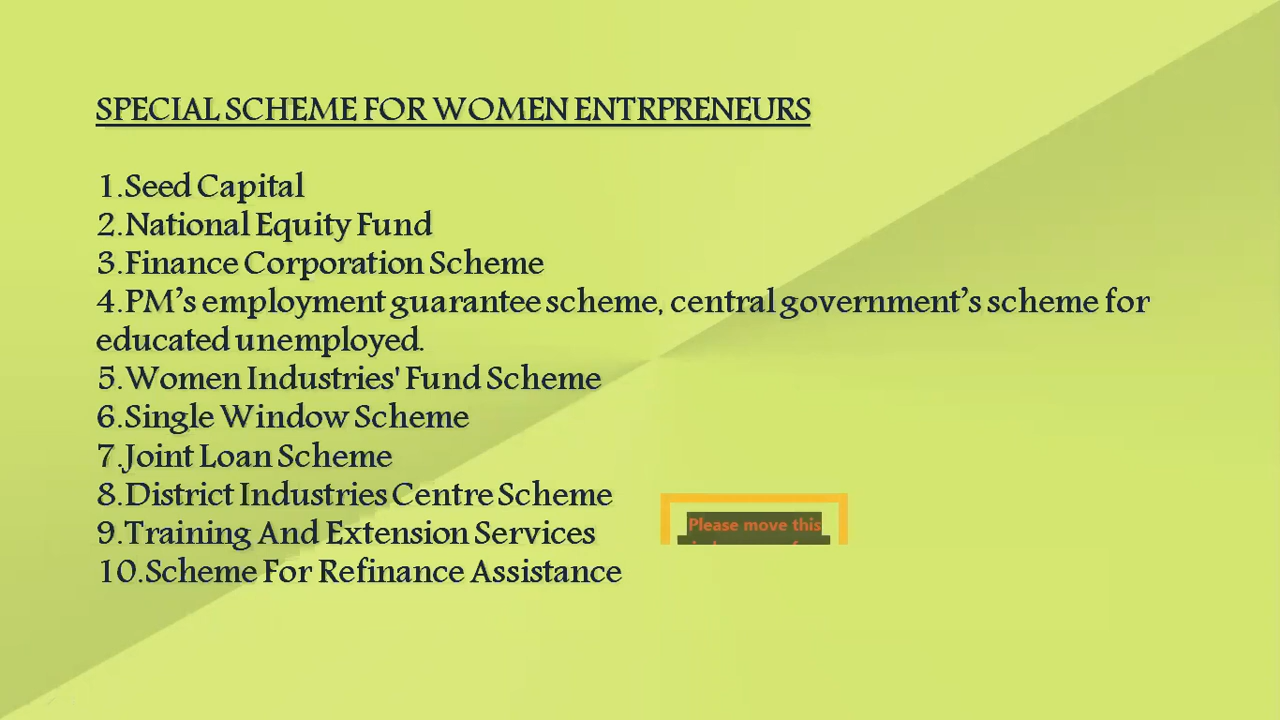 SPECIAL SCHEME FOR WOMEN ENTRPRENEURS
1.Seed Capital
2.National Equity Fund
3.Finance Corporation Scheme
4.PM’s employment guarantee scheme, central government’s scheme for
educated unemployed.
5.Women Industries' Fund Scheme
6.Single Window Scheme
7.Joint Loan Scheme
8.District Industries Centre Scheme
9.Training And Extension Services
10.Scheme For Refinance Assistance
Please move this